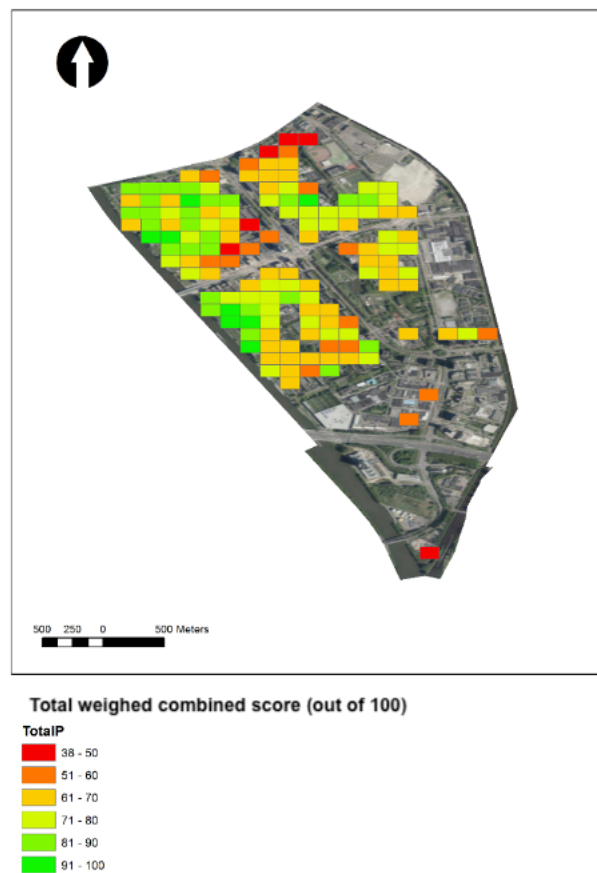 500 250 0 500 Meters
Total weighed combined score (out of 100)
TotalP
38 - 50
51 - 60
61 - 70
71 - 80
81 - 90
91 - 100